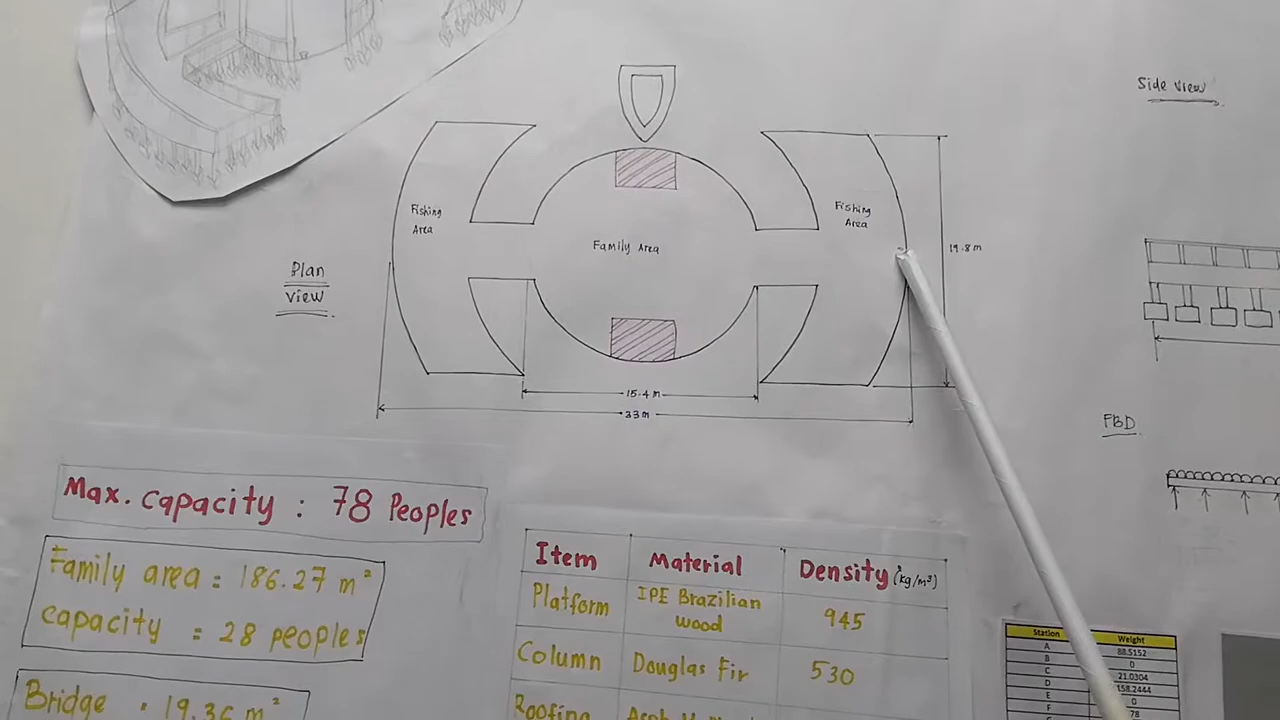 Side View
Fishing
Area
Family Area
Fishing
Area
19.8 m
Plan
View
15.4 m
33 m
FBD
Max. capacity : 78 Peoples
Family area = 186.27 m²
capacity = 28 peoples
Bridge = 19.36 m²
Item Material Density (kg/m³)
Platform IPE Brazilian wood 945
Column Douglas Fir 530
Roofing
Station Weight
A 88.5152
B 0
C 21.0304
D 158.2444
E 0
F